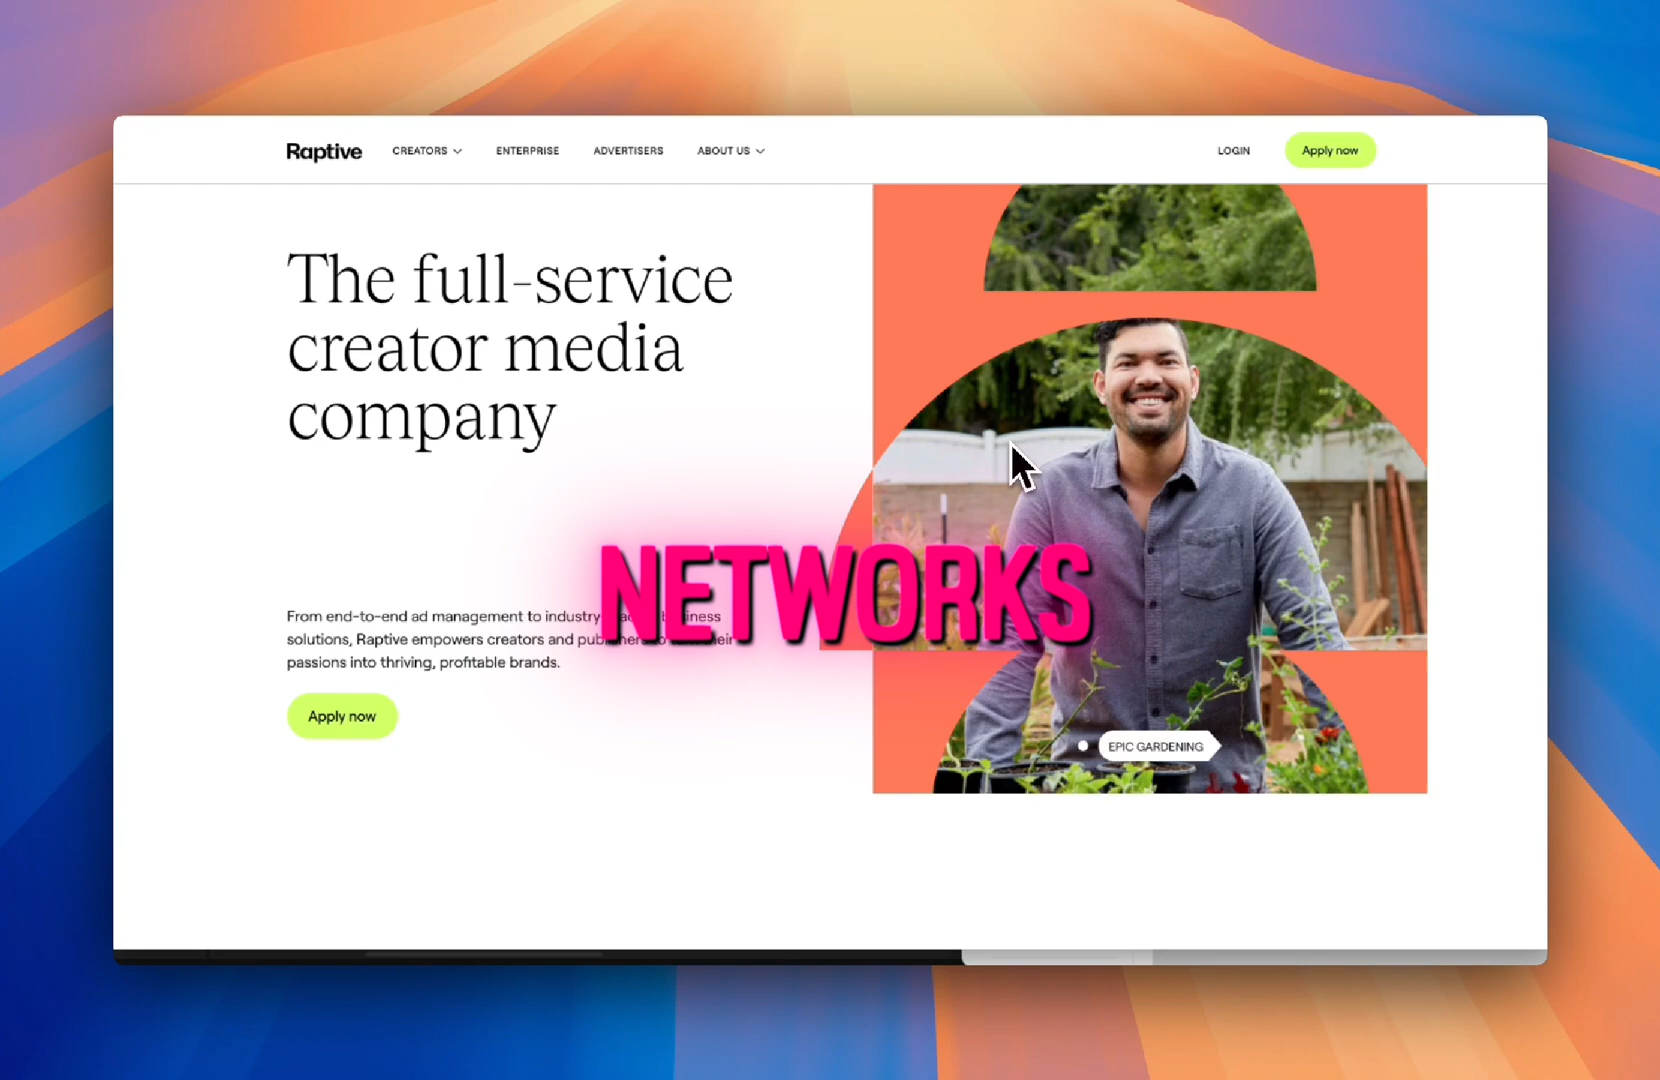 Raptive
CREATORS
ENTERPRISE
ADVERTISERS
ABOUT US
LOGIN
Apply now
The full-service
creator media
company
NETWORKS
From end-to-end ad management to industry
solutions, Raptive empowers creators and
passions into thriving, profitable brands.
Apply now
EPIC GARDENING